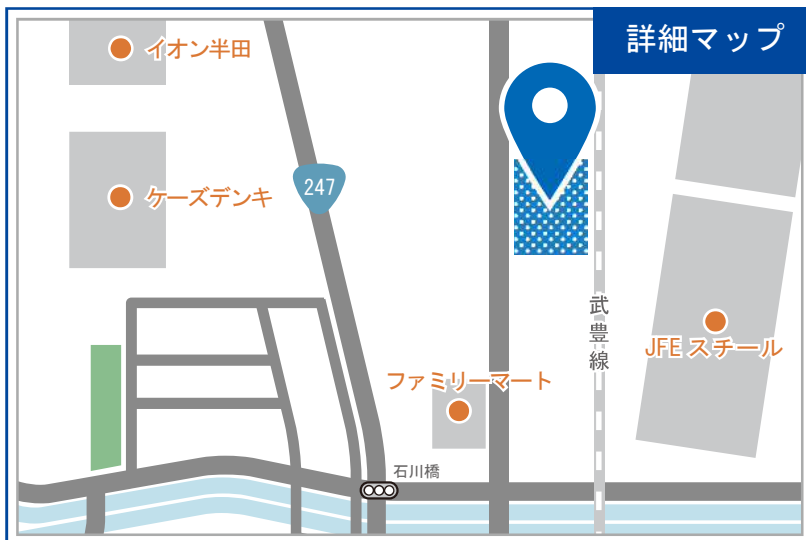 詳細マップ
イオン半田
ケーズデンキ
247
武豊線
JFE スチール
ファミリーマート
石川橋